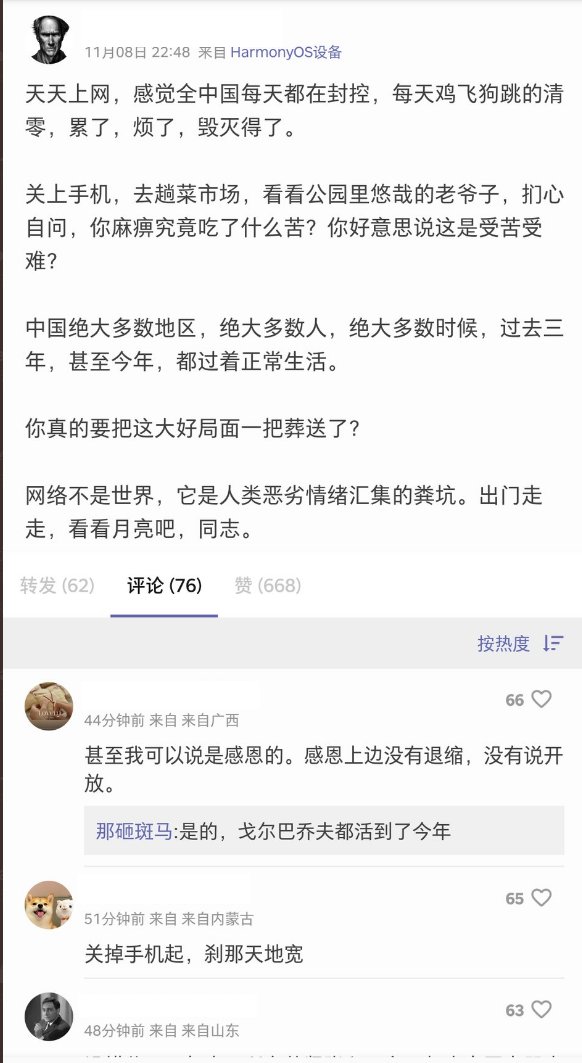 11月08日 22:48 来自 HarmonyOS设备
天天上网，感觉全中国每天都在封控，每天鸡飞狗跳的清
零，累了，烦了，毁灭得了。
关上手机，去趟菜市场，看看公园里悠哉的老爷子，扪心
自问，你麻痹究竟吃了什么苦？你好意思说这是受苦受
难？
中国绝大多数地区，绝大多数人，绝大多数时候，过去三
年，甚至今年，都过着正常生活。
你真的要把这大好局面一把葬送了？
网络不是世界，它是人类恶劣情绪汇集的粪坑。出门走
走，看看月亮吧，同志。
转发 (62) 评论 (76) 赞 (668)
按热度
66
44分钟前 来自 来自广西
甚至我可以说是感恩的。感恩上边没有退缩，没有说开
放。
那砸斑马:是的，戈尔巴乔夫都活到了今年
65
51分钟前 来自 来自内蒙古
关掉手机起，刹那天地宽
63
48分钟前 来自 来自山东